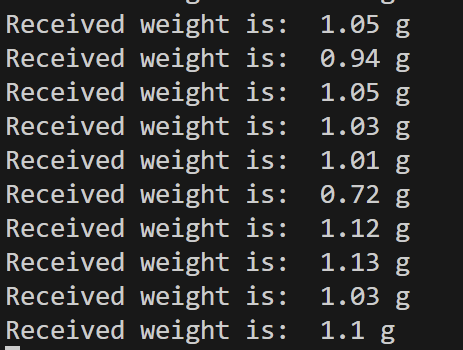 Received weight is:  1.05 g
Received weight is:  0.94 g
Received weight is:  1.05 g
Received weight is:  1.03 g
Received weight is:  1.01 g
Received weight is:  0.72 g
Received weight is:  1.12 g
Received weight is:  1.13 g
Received weight is:  1.03 g
Received weight is:  1.1 g